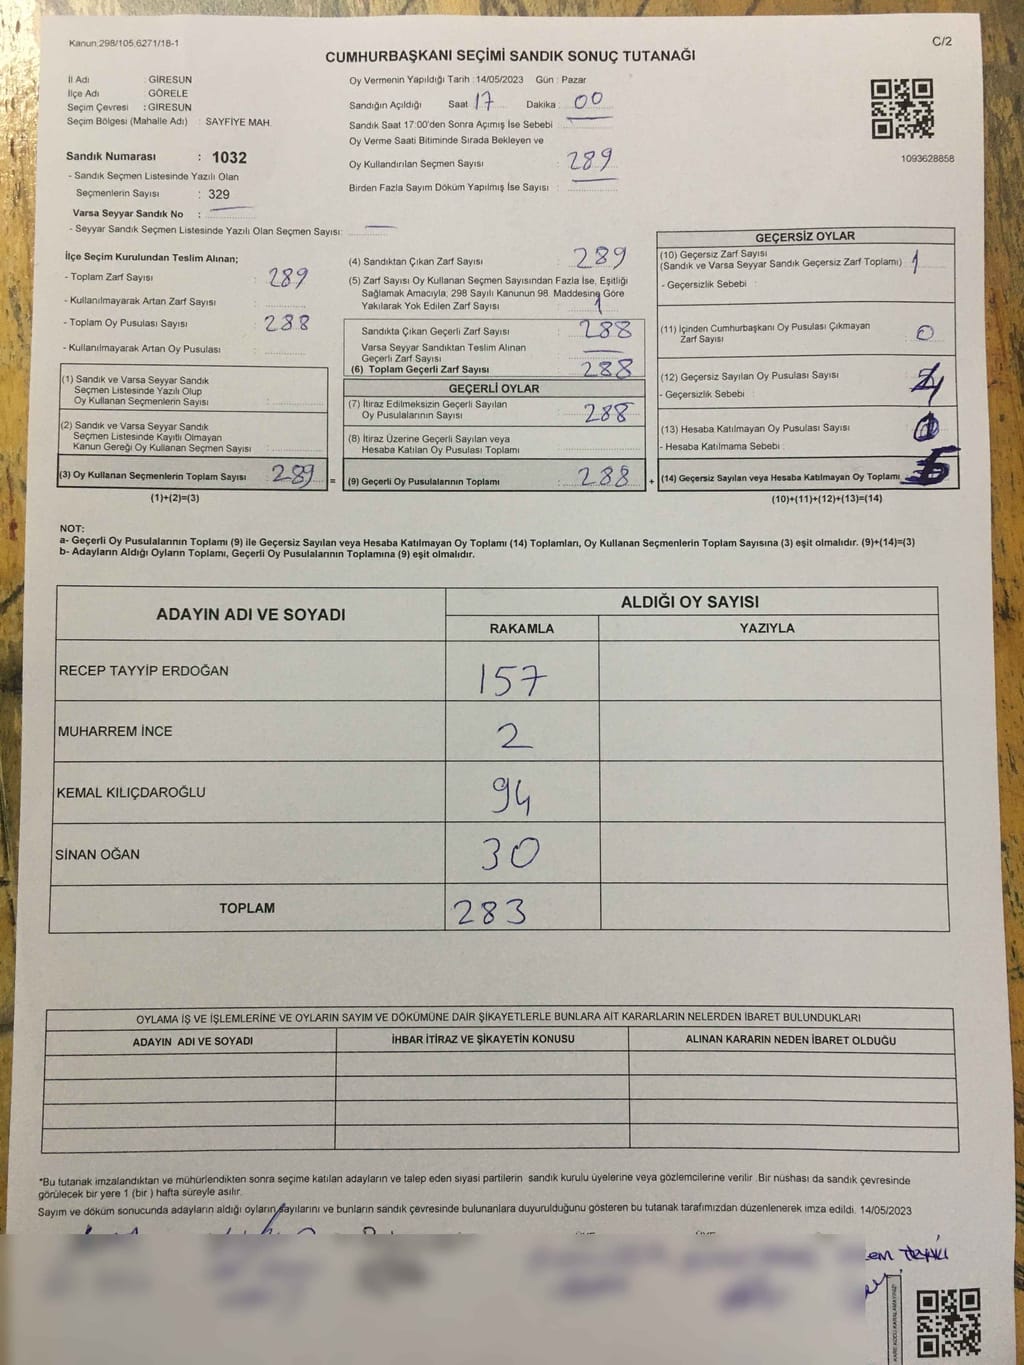 Kanun:298/105,6271/18-1
C/2
CUMHURBAŞKANI SEÇİMİ SANDIK SONUÇ TUTANAĞI
İl Adı : GİRESUN
İlçe Adı : GÖRELE
Seçim Çevresi : GİRESUN
Seçim Bölgesi (Mahalle Adı) : SAYFİYE MAH.
Sandık Numarası : 1032
- Sandık Seçmen Listesinde Yazılı Olan
Seçmenlerin Sayısı : 329
Varsa Seyyar Sandık No :
- Seyyar Sandık Seçmen Listesinde Yazılı Olan Seçmen Sayısı:
Oy Vermenin Yapıldığı Tarih : 14/05/2023 Gün : Pazar
Sandığın Açıldığı Saat 17 Dakika : 00
Sandık Saat 17:00'den Sonra Açımış İse Sebebi :
Oy Verme Saati Bitiminde Sırada Bekleyen ve
Oy Kullandırılan Seçmen Sayısı : 289
Birden Fazla Sayım Döküm Yapılmış İse Sayısı :
1093628858
İlçe Seçim Kurulundan Teslim Alınan;
- Toplam Zarf Sayısı : 289
- Kullanılmayarak Artan Zarf Sayısı :
- Toplam Oy Pusulası Sayısı : 288
- Kullanılmayarak Artan Oy Pusulası :
(1) Sandık ve Varsa Seyyar Sandık
Seçmen Listesinde Yazılı Olup
Oy Kullanan Seçmenlerin Sayısı :
(2) Sandık ve Varsa Seyyar Sandık
Seçmen Listesinde Kayıtlı Olmayan
Kanun Gereği Oy Kullanan Seçmen Sayısı :
(3) Oy Kullanan Seçmenlerin Toplam Sayısı : 289 =
(1)+(2)=(3)
(4) Sandıktan Çıkan Zarf Sayısı : 289
(5) Zarf Sayısı Oy Kullanan Seçmen Sayısından Fazla İse, Eşitliği
Sağlamak Amacıyla; 298 Sayılı Kanunun 98. Maddesine Göre
Yakılarak Yok Edilen Zarf Sayısı : 1
Sandıkta Çıkan Geçerli Zarf Sayısı : 288
Varsa Seyyar Sandıktan Teslim Alınan
Geçerli Zarf Sayısı :
(6) Toplam Geçerli Zarf Sayısı : 288
GEÇERLİ OYLAR
(7) İtiraz Edilmeksizin Geçerli Sayılan
Oy Pusulalarının Sayısı : 288
(8) İtiraz Üzerine Geçerli Sayılan veya
Hesaba Katılan Oy Pusulası Toplamı :
(9) Geçerli Oy Pusulalarının Toplamı : 288 +
GEÇERSİZ OYLAR
(10) Geçersiz Zarf Sayısı
(Sandık ve Varsa Seyyar Sandık Geçersiz Zarf Toplamı) : 1
- Geçersizlik Sebebi :
(11) İçinden Cumhurbaşkanı Oy Pusulası Çıkmayan
Zarf Sayısı : 0
(12) Geçersiz Sayılan Oy Pusulası Sayısı :
- Geçersizlik Sebebi :
(13) Hesaba Katılmayan Oy Pusulası Sayısı :
- Hesaba Katılmama Sebebi :
(14) Geçersiz Sayılan veya Hesaba Katılmayan Oy Toplamı :
(10)+(11)+(12)+(13)=(14)
NOT:
a- Geçerli Oy Pusulalarının Toplamı (9) ile Geçersiz Sayılan veya Hesaba Katılmayan Oy Toplamı (14) Toplamları, Oy Kullanan Seçmenlerin Toplam Sayısına (3) eşit olmalıdır. (9)+(14)=(3)
b- Adayların Aldığı Oyların Toplamı, Geçerli Oy Pusulalarının Toplamına (9) eşit olmalıdır.
ADAYIN ADI VE SOYADI
ALDIĞI OY SAYISI
RAKAMLA YAZIYLA
RECEP TAYYİP ERDOĞAN 157
MUHARREM İNCE 2
KEMAL KILIÇDAROĞLU 94
SİNAN OĞAN 30
TOPLAM 283
OYLAMA İŞ VE İŞLEMLERİNE VE OYLARIN SAYIM VE DÖKÜMÜNE DAİR ŞİKAYETLERLE BUNLARA AİT KARARLARIN NELERDEN İBARET BULUNDUKLARI
ADAYIN ADI VE SOYADI İHBAR İTİRAZ VE ŞİKAYETİN KONUSU ALINAN KARARIN NEDEN İBARET OLDUĞU
*Bu tutanak imzalandıktan ve mühürlendikten sonra seçime katılan adayların ve talep eden siyasi partilerin sandık kurulu üyelerine veya gözlemcilerine verilir. Bir nüshası da sandık çevresinde
görülecek bir yere 1 (bir ) hafta süreyle asılır.
Sayım ve döküm sonucunda adayların aldığı oyların sayılarını ve bunların sandık çevresinde bulunanlara duyurulduğunu gösteren bu tutanak tarafımızdan düzenlenerek imza edildi. 14/05/2023